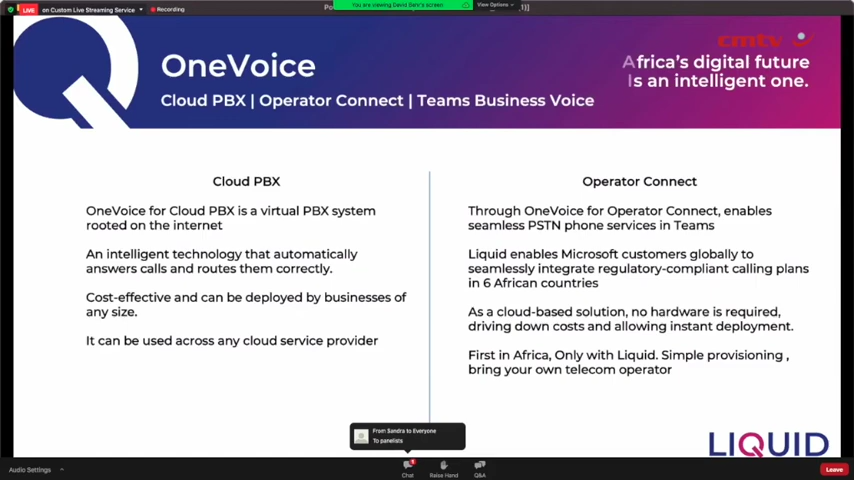 LIVE
on Custom Live Streaming Service
Recording
You are viewing David Behr's screen
View Options
cmtv
OneVoice
Cloud PBX | Operator Connect | Teams Business Voice
Africa's digital future
Is an intelligent one.
Cloud PBX
OneVoice for Cloud PBX is a virtual PBX system
rooted on the internet
An intelligent technology that automatically
answers calls and routes them correctly.
Cost-effective and can be deployed by businesses of
any size.
It can be used across any cloud service provider
Operator Connect
Through OneVoice for Operator Connect, enables
seamless PSTN phone services in Teams
Liquid enables Microsoft customers globally to
seamlessly integrate regulatory-compliant calling plans
in 6 African countries
As a cloud-based solution, no hardware is required,
driving down costs and allowing instant deployment.
First in Africa, Only with Liquid. Simple provisioning ,
bring your own telecom operator
From Sandra to Everyone
To panelists
LIQUID
Audio Settings
Chat
Raise Hand
Q&A
Leave